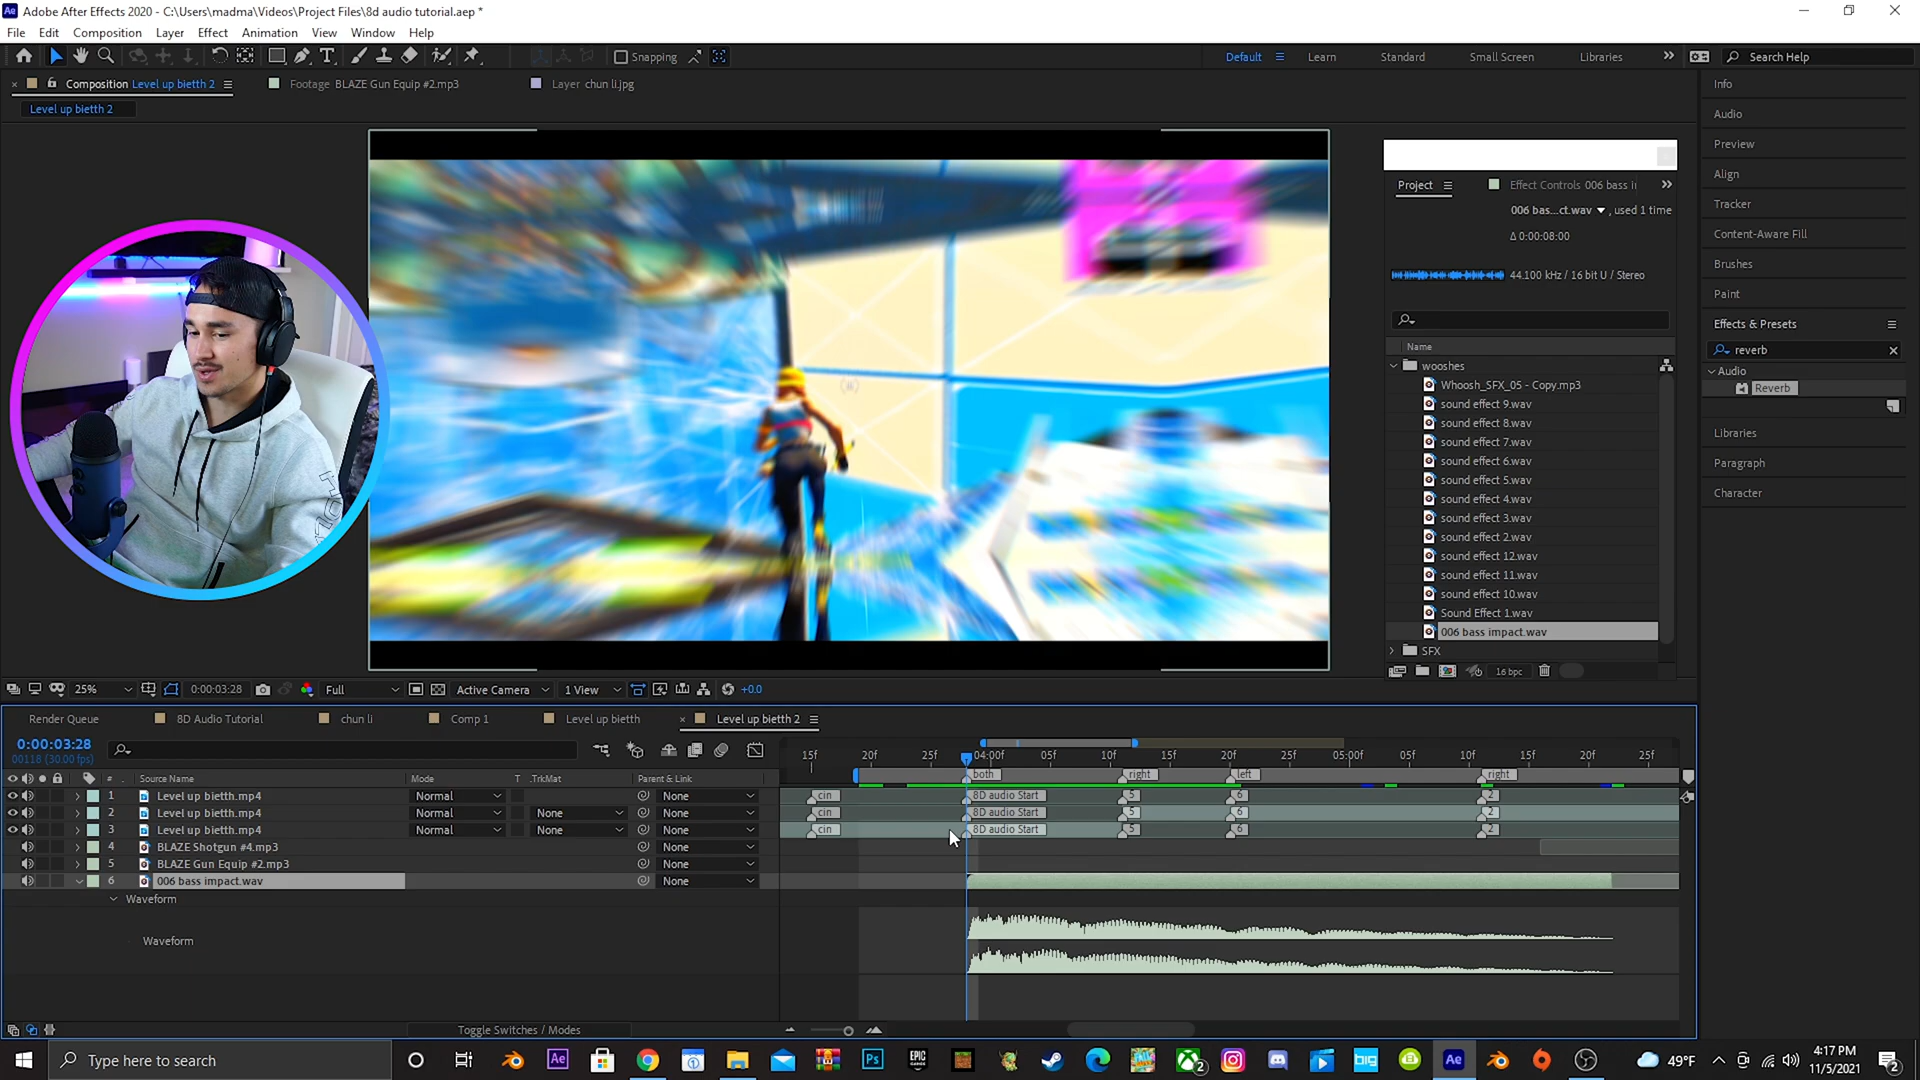 Adobe After Effects 2020 - C:\Users\madma\Videos\Project Files\8d audio tutorial.aep *
File Edit Composition Layer Effect Animation View Window Help
Snapping
Default Learn Standard Small Screen Libraries Search Help
Composition Level up bietth 2 Footage BLAZE Gun Equip #2.mp3 Layer chun li.jpg
Level up bietth 2
Project Effect Controls 006 bass i
006 bas...ct.wav , used 1 time
Δ 0:00:08:00
44.100 kHz / 16 bit U / Stereo
Name
wooshes
Whoosh_SFX_05 - Copy.mp3
sound effect 9.wav
sound effect 8.wav
sound effect 7.wav
sound effect 6.wav
sound effect 5.wav
sound effect 4.wav
sound effect 3.wav
sound effect 2.wav
sound effect 12.wav
sound effect 11.wav
sound effect 10.wav
Sound Effect 1.wav
006 bass impact.wav
SFX
16 bpc
Info
Audio
Preview
Align
Tracker
Content-Aware Fill
Brushes
Paint
Effects & Presets
reverb
Audio
Reverb
Libraries
Paragraph
Character
25% 0:00:03:28 Full Active Camera 1 View +0.0
Render Queue 8D Audio Tutorial chun li Comp 1 Level up bietth Level up bietth 2
0:00:03:28
00118 (30.00 fps)
15f 20f 25f 04:00f 05f 10f 15f 20f 25f 05:00f 05f 10f 15f 20f 25f
both right left right
# Source Name Mode T .TrkMat Parent & Link
1 Level up bietth.mp4 Normal None cin 8D audio Start 5 6 2
2 Level up bietth.mp4 Normal None None cin 8D audio Start 5 6 2
3 Level up bietth.mp4 Normal None None cin 8D audio Start 5 6 2
4 BLAZE Shotgun #4.mp3 None
5 BLAZE Gun Equip #2.mp3 None
6 006 bass impact.wav None
Waveform
Waveform
Toggle Switches / Modes
Type here to search
49°F
4:17 PM
11/5/2021